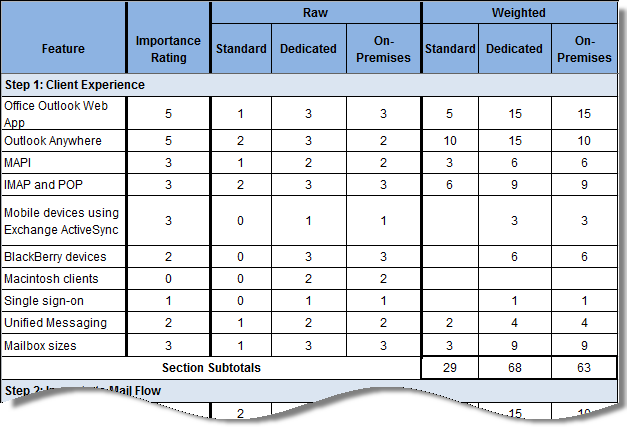 Raw Weighted
Feature Importance Rating Standard Dedicated On-Premises Standard Dedicated On-Premises
Step 1: Client Experience
Office Outlook Web App 5 1 3 3 5 15 15
Outlook Anywhere 5 2 3 2 10 15 10
MAPI 3 1 2 2 3 6 6
IMAP and POP 3 2 3 3 6 9 9
Mobile devices using Exchange ActiveSync 3 0 1 1 3 3
BlackBerry devices 2 0 3 3 6 6
Macintosh clients 0 0 2 2
Single sign-on 1 0 1 1 1 1
Unified Messaging 2 1 2 2 2 4 4
Mailbox sizes 3 1 3 3 3 9 9
Section Subtotals 29 68 63
Step 2: Mail Flow
2 15 10